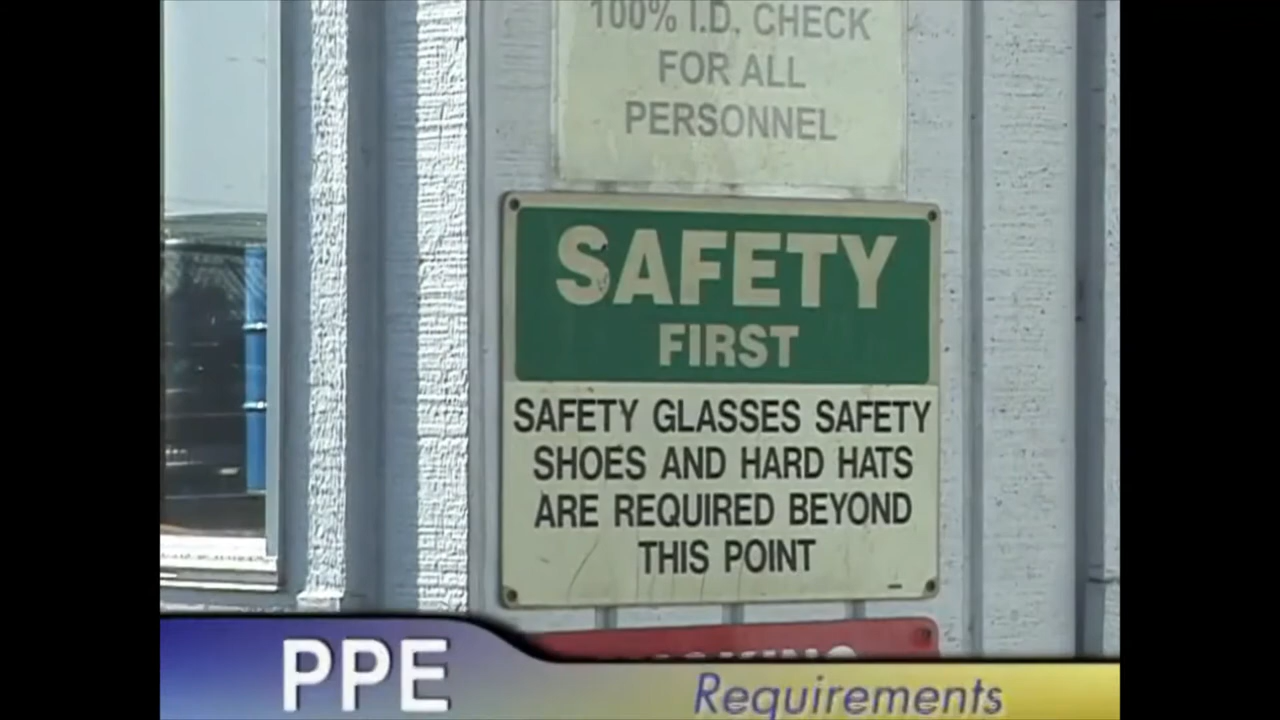 100% I.D. CHECK
FOR ALL
PERSONNEL
SAFETY
FIRST
SAFETY GLASSES SAFETY
SHOES AND HARD HATS
ARE REQUIRED BEYOND
THIS POINT
PPE
Requirements